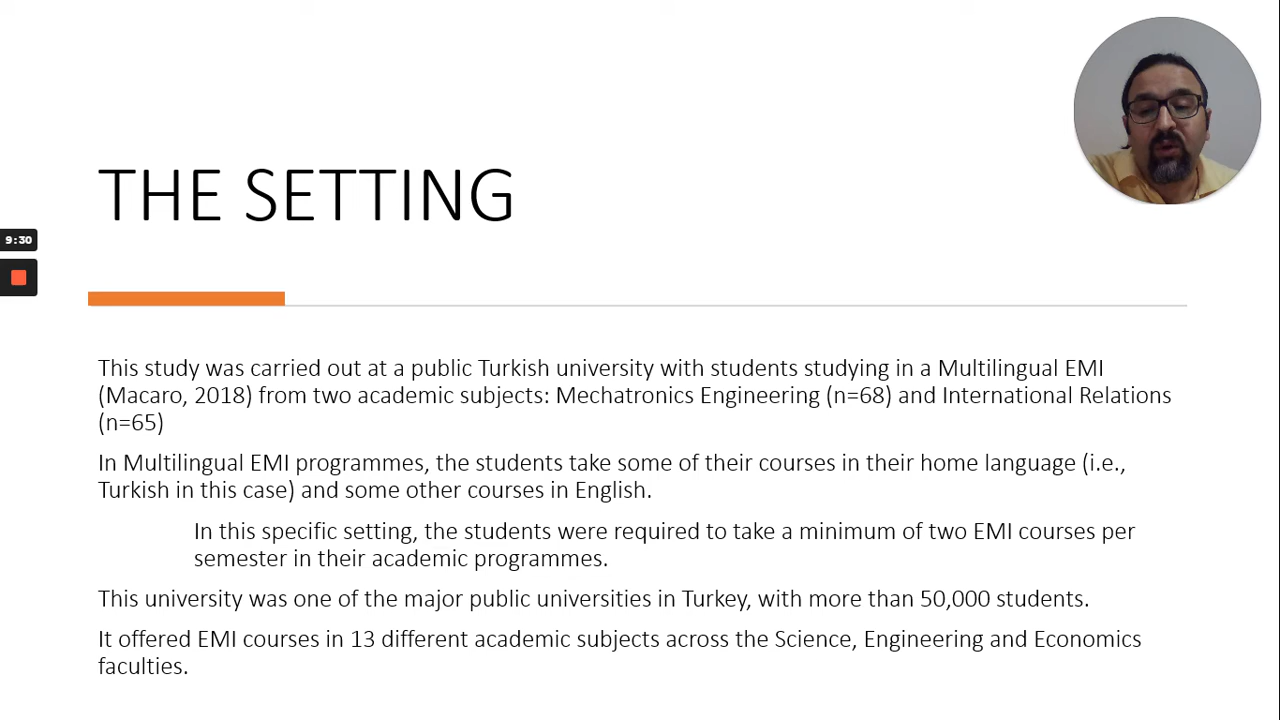 THE SETTING
9:30
This study was carried out at a public Turkish university with students studying in a Multilingual EMI
(Macaro, 2018) from two academic subjects: Mechatronics Engineering (n=68) and International Relations
(n=65)
In Multilingual EMI programmes, the students take some of their courses in their home language (i.e.,
Turkish in this case) and some other courses in English.
In this specific setting, the students were required to take a minimum of two EMI courses per
semester in their academic programmes.
This university was one of the major public universities in Turkey, with more than 50,000 students.
It offered EMI courses in 13 different academic subjects across the Science, Engineering and Economics
faculties.